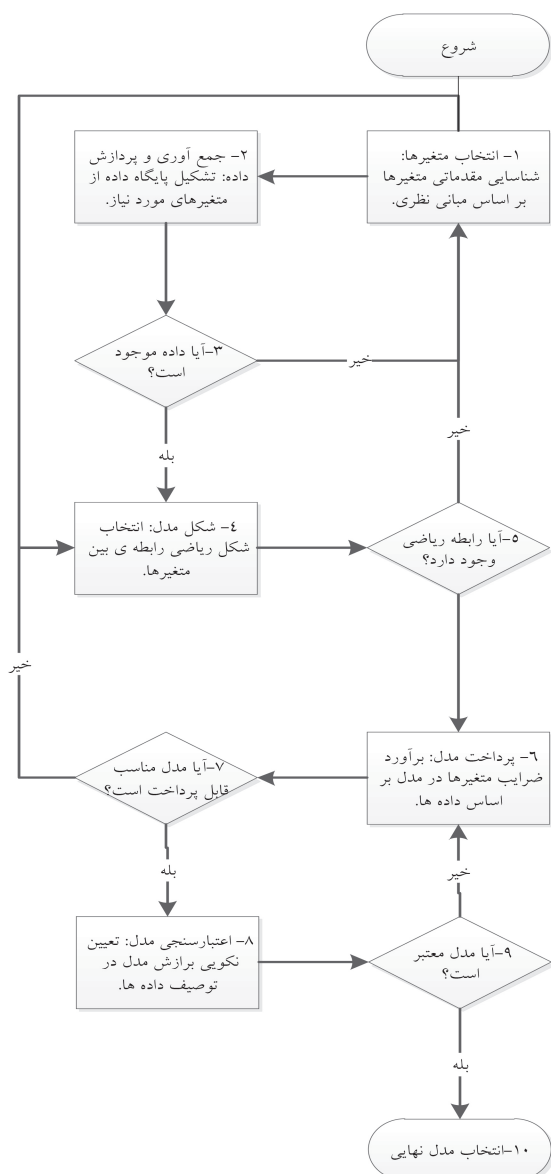 شروع
۱- انتخاب متغیرها:
شناسایی مقدماتی متغیرها
بر اساس مبانی نظری.
۲- جمع آوری و پردازش
داده: تشکیل پایگاه داده از
متغیرهای مورد نیاز.
۳-آیا داده موجود
است؟
خیر
بله
خیر
۴- شکل مدل: انتخاب
شکل ریاضی رابطه ی بین
متغیرها.
۵-آیا رابطه ریاضی
وجود دارد؟
خیر
۶- پرداخت مدل: برآورد
ضرایب متغیرها در مدل بر
اساس داده ها.
۷-آیا مدل مناسب
قابل پرداخت است؟
بله
خیر
۸- اعتبارسنجی مدل: تعیین
نکویی برازش مدل در
توصیف داده ها.
۹-آیا مدل معتبر
است؟
بله
۱۰-انتخاب مدل نهایی